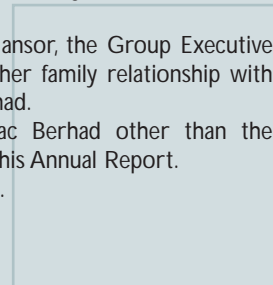 ansor, the Group Executive
her family relationship with
had.
ac Berhad other than the
his Annual Report.
.